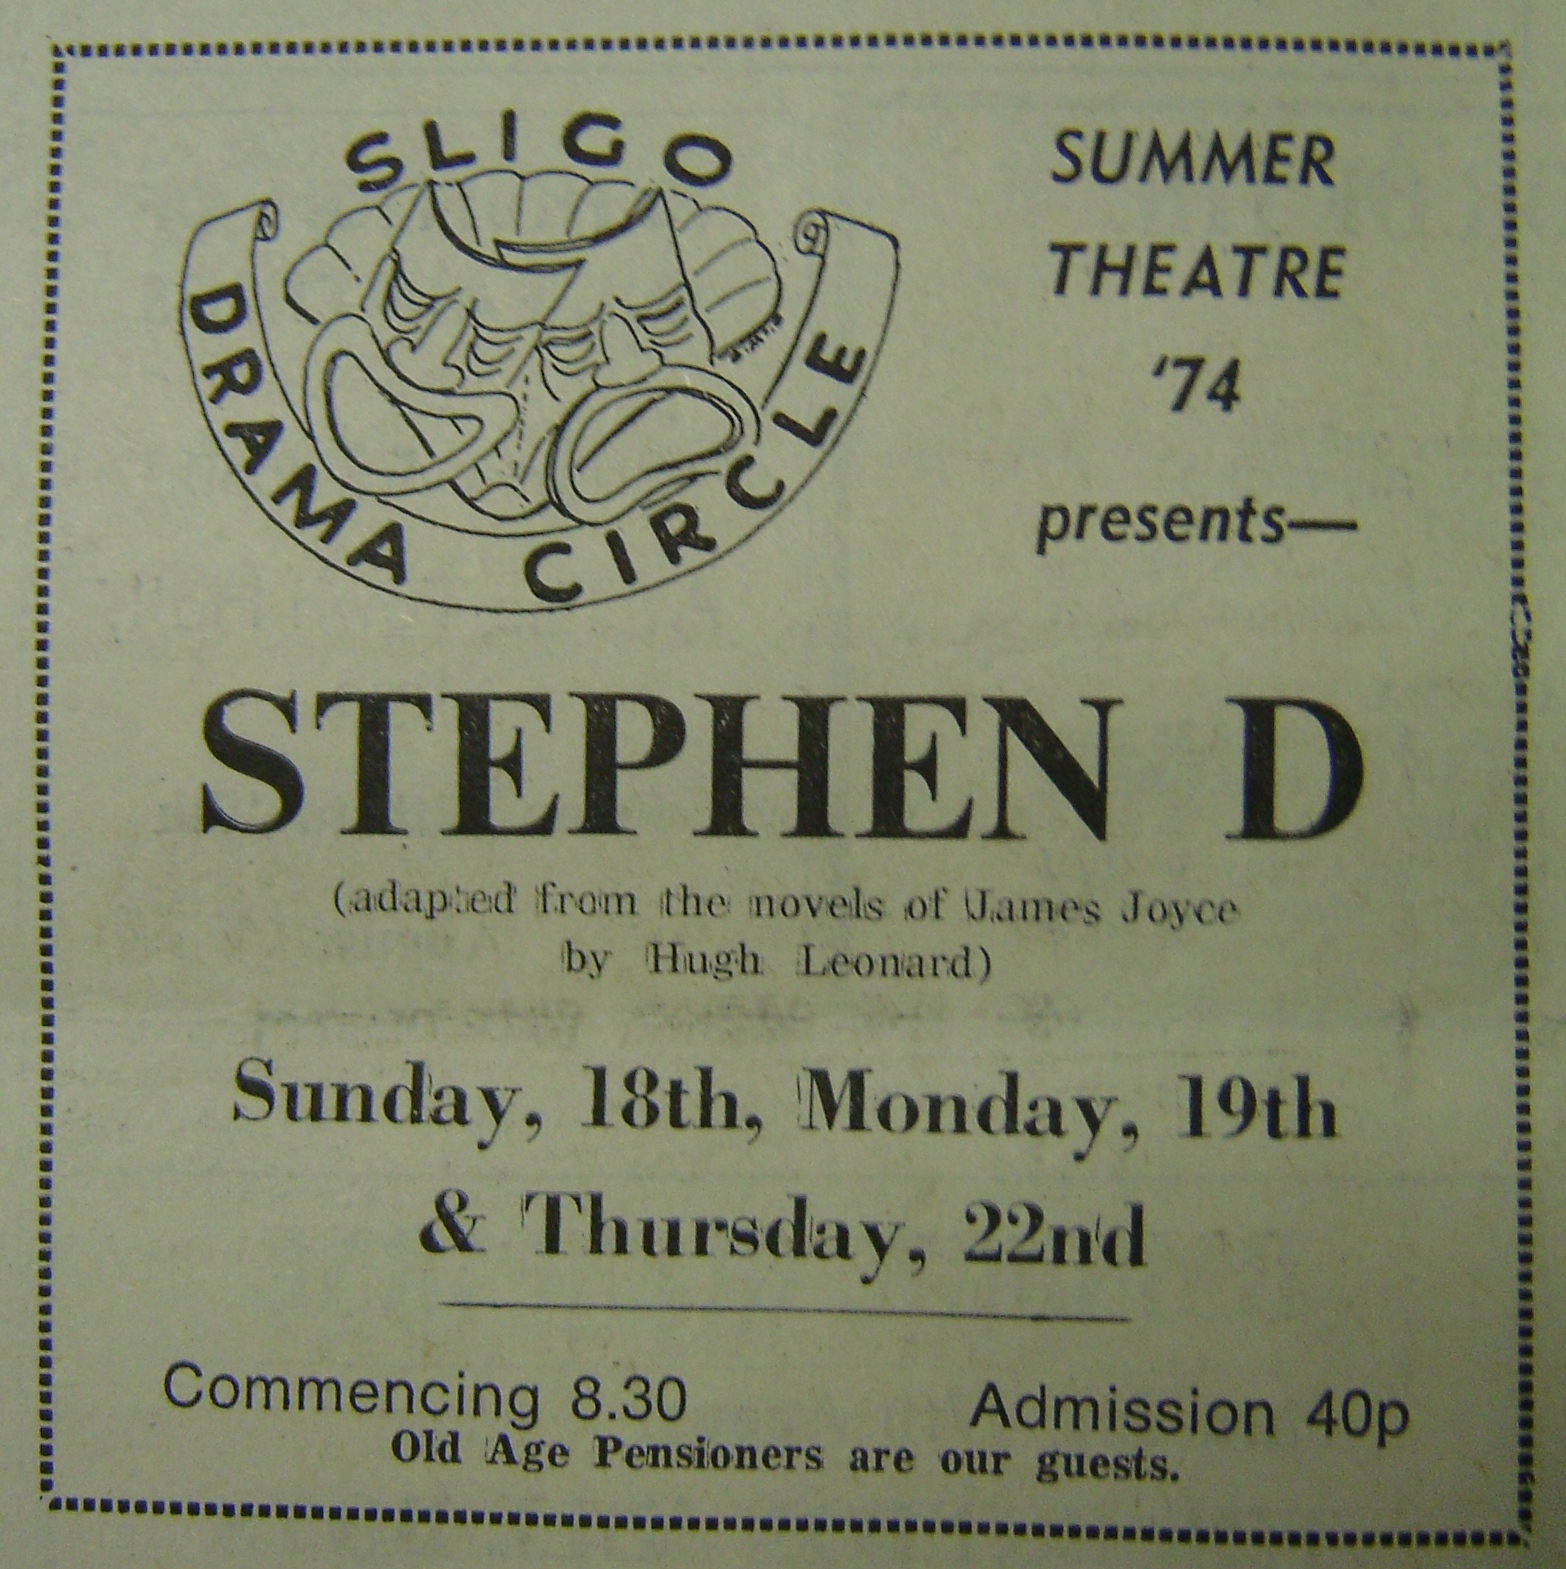 SLIGO
DRAMA CIRCLE
SUMMER
THEATRE
'74
presents—
STEPHEN D
(adapted from the novels of James Joyce
by Hugh Leonard)
Sunday, 18th, Monday, 19th
& Thursday, 22nd
Commencing 8.30 Admission 40p
Old Age Pensioners are our guests.